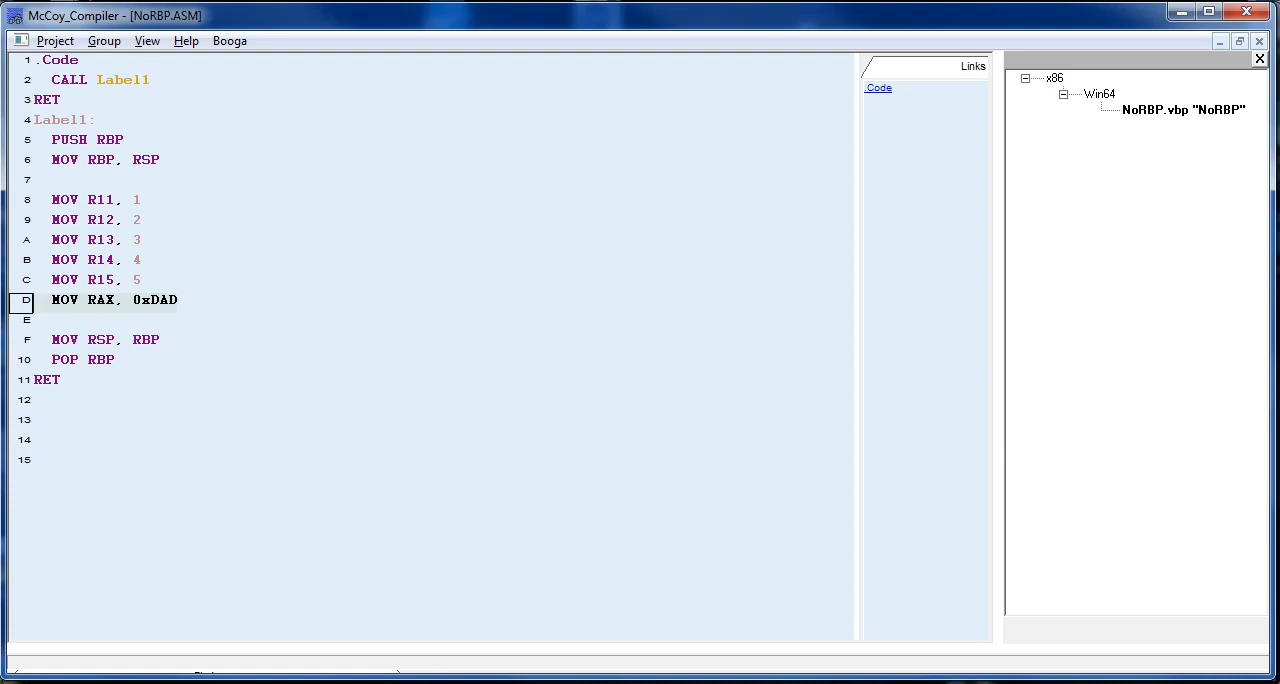 McCoy_Compiler - [NoRBP.ASM]
Project Group View Help Booga
1 .Code
2 CALL Label1
3 RET
4 Label1:
5 PUSH RBP
6 MOV RBP, RSP
7
8 MOV R11, 1
9 MOV R12, 2
A MOV R13, 3
B MOV R14, 4
C MOV R15, 5
D MOV RAX, 0xDAD
E
F MOV RSP, RBP
10 POP RBP
11 RET
12
13
14
15
Links
.Code
X
x86
Win64
NoRBP.vbp "NoRBP"